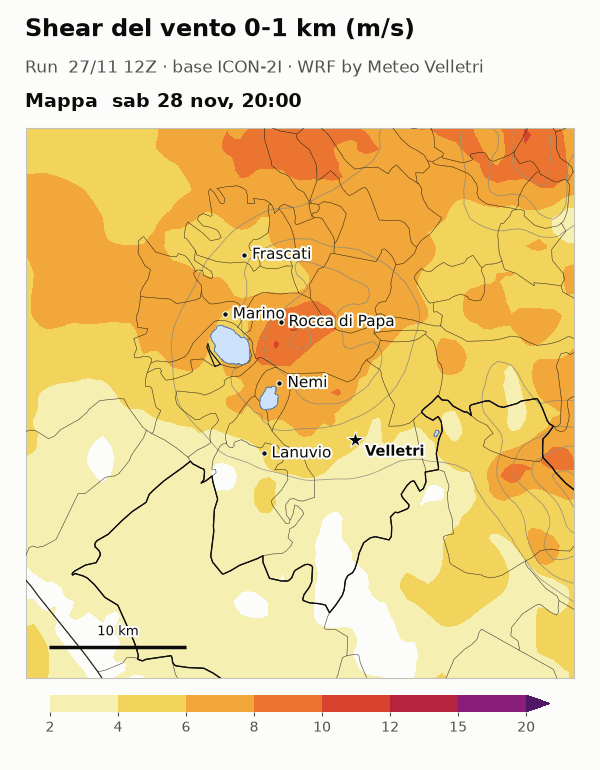 Shear del vento 0-1 km (m/s)
Run  27/11 12Z · base ICON-2I · WRF by Meteo Velletri
Mappa  sab 28 nov, 20:00
Frascati
Marino
Rocca di Papa
Nemi
Velletri
Lanuvio
10 km
2 4 6 8 10 12 15 20